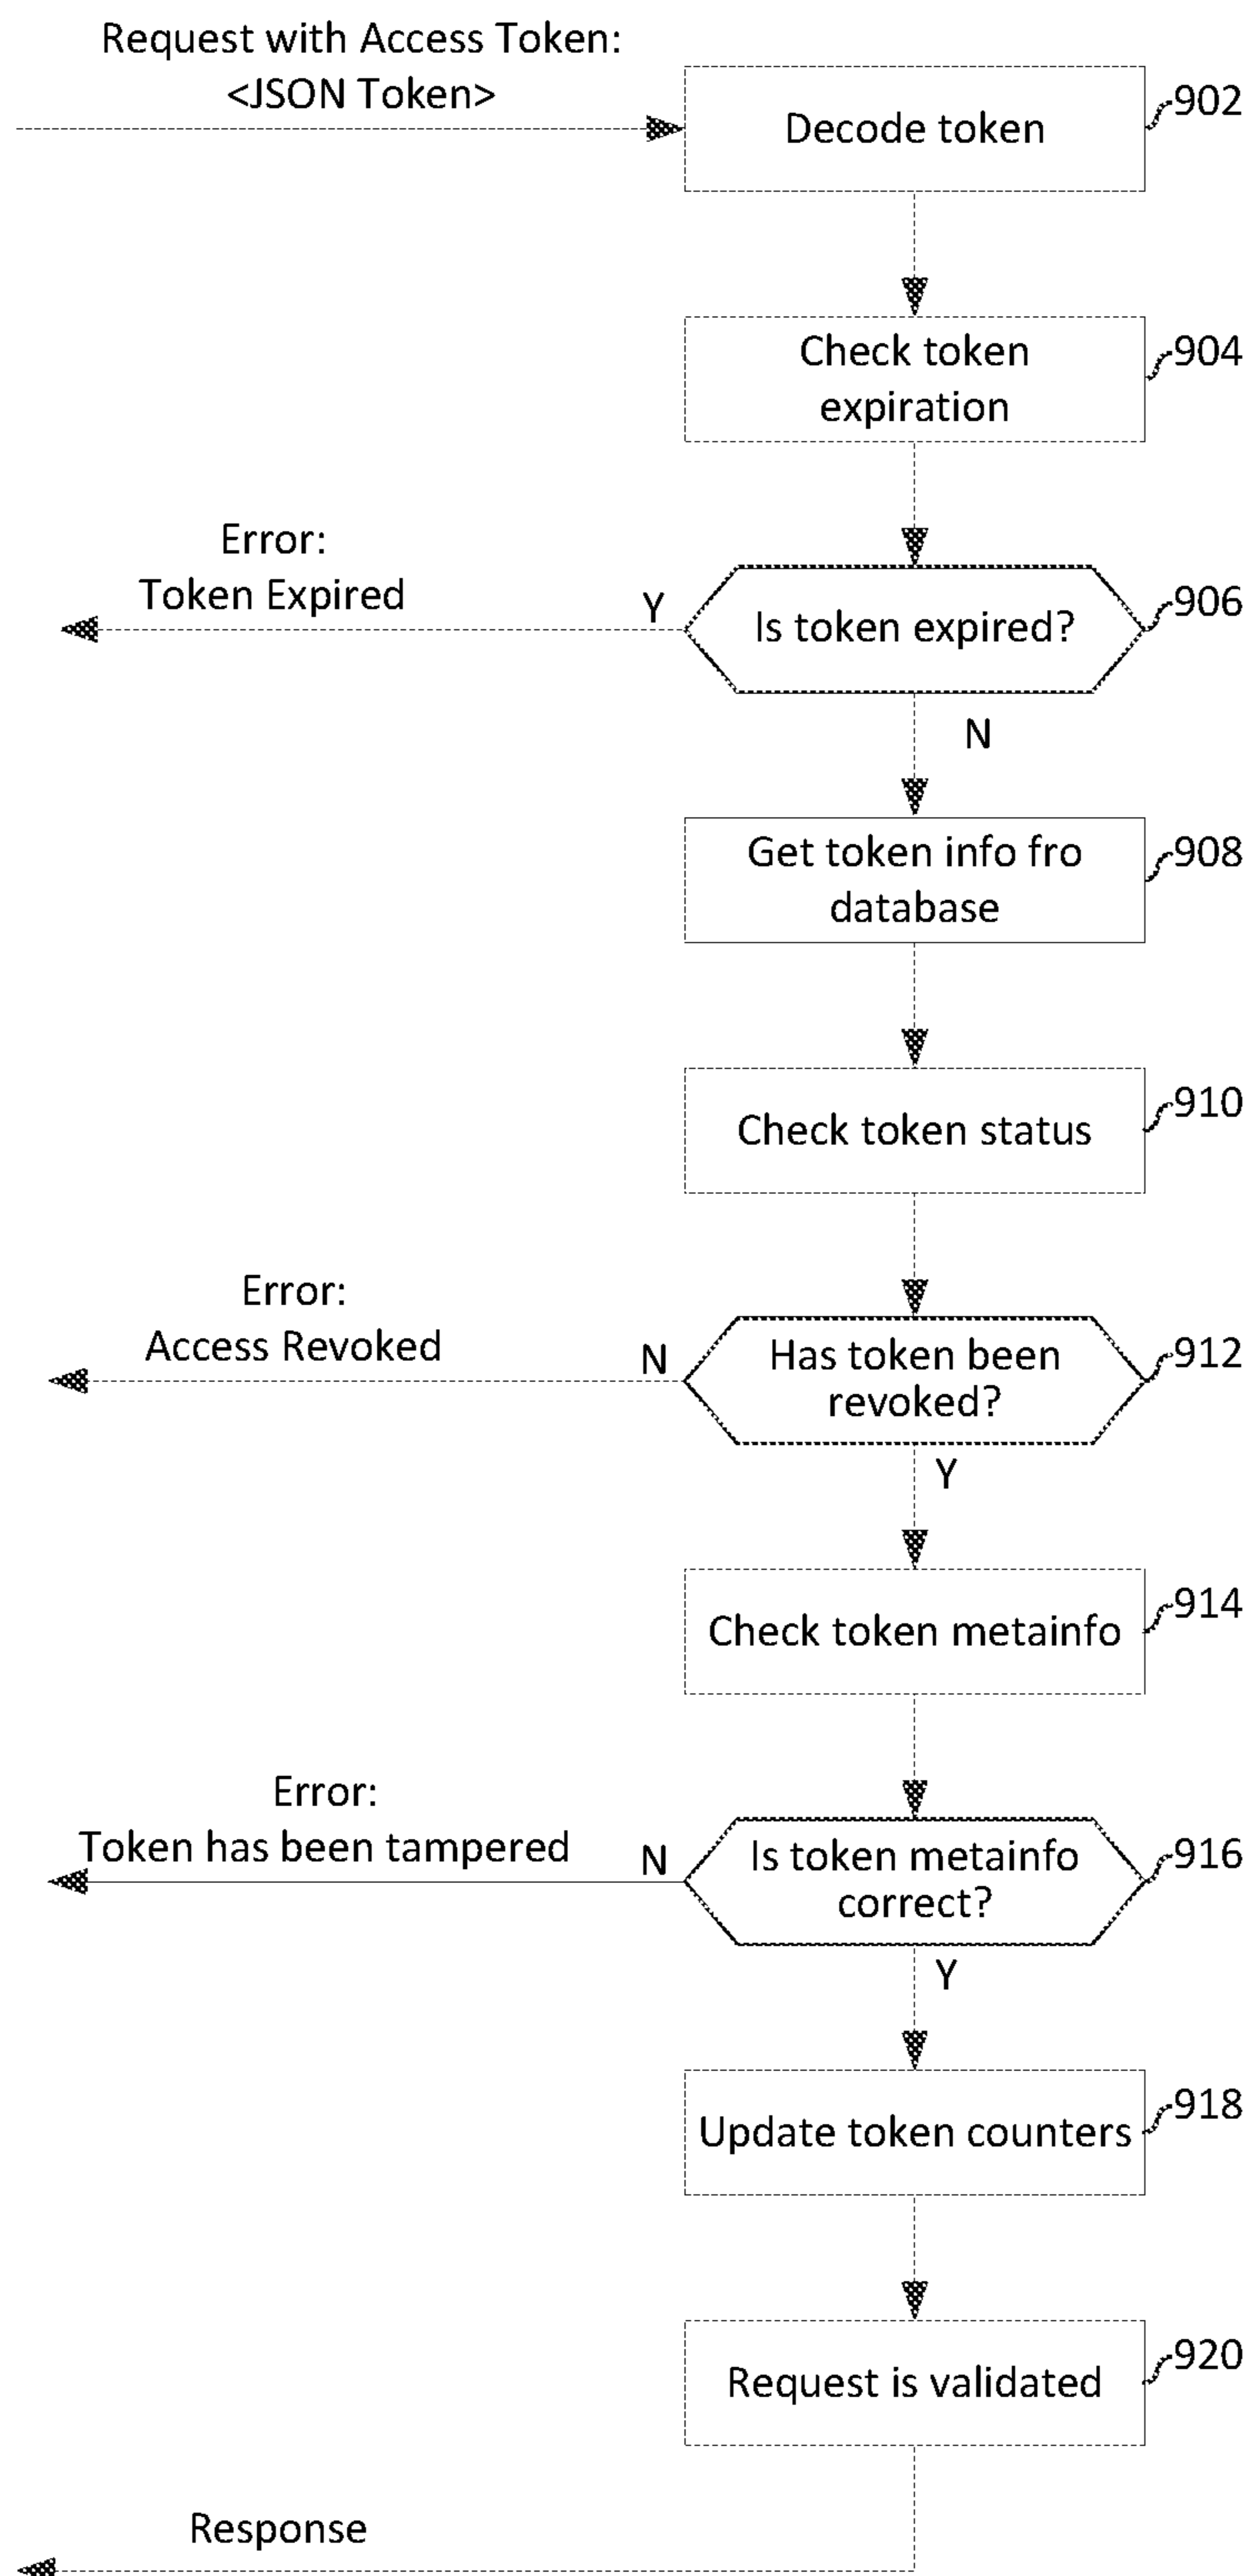 Request with Access Token:
<JSON Token>
Decode token
902
Check token
expiration
904
Error:
Token Expired
Y
Is token expired?
906
N
Get token info fro
database
908
Check token status
910
Error:
Access Revoked
N
Has token been
revoked?
912
Y
Check token metainfo
914
Error:
Token has been tampered
N
Is token metainfo
correct?
916
Y
Update token counters
918
Request is validated
920
Response